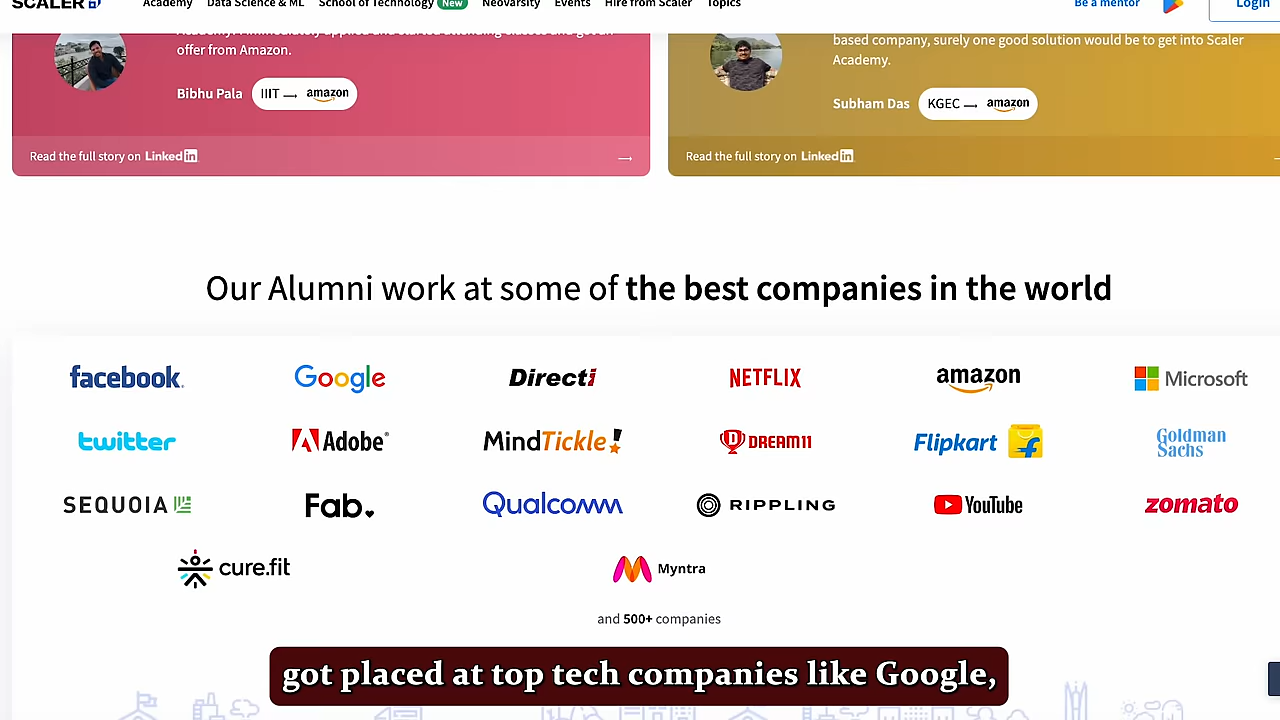 SCALER
Academy Data Science & ML School of Technology New Neovarsity Events Hire from Scaler Topics
Be a mentor
Login
offer from Amazon.
Bibhu Pala
IIIT → amazon
Read the full story on LinkedIn
→
based company, surely one good solution would be to get into Scaler
Academy.
Subham Das
KGEC → amazon
Read the full story on LinkedIn
Our Alumni work at some of the best companies in the world
facebook Google Directi NETFLIX amazon Microsoft
twitter Adobe® MindTickle! DREAM11 Flipkart Goldman Sachs
SEQUOIA Fab. Qualcomm RIPPLING YouTube zomato
cure.fit Myntra
and 500+ companies
got placed at top tech companies like Google,